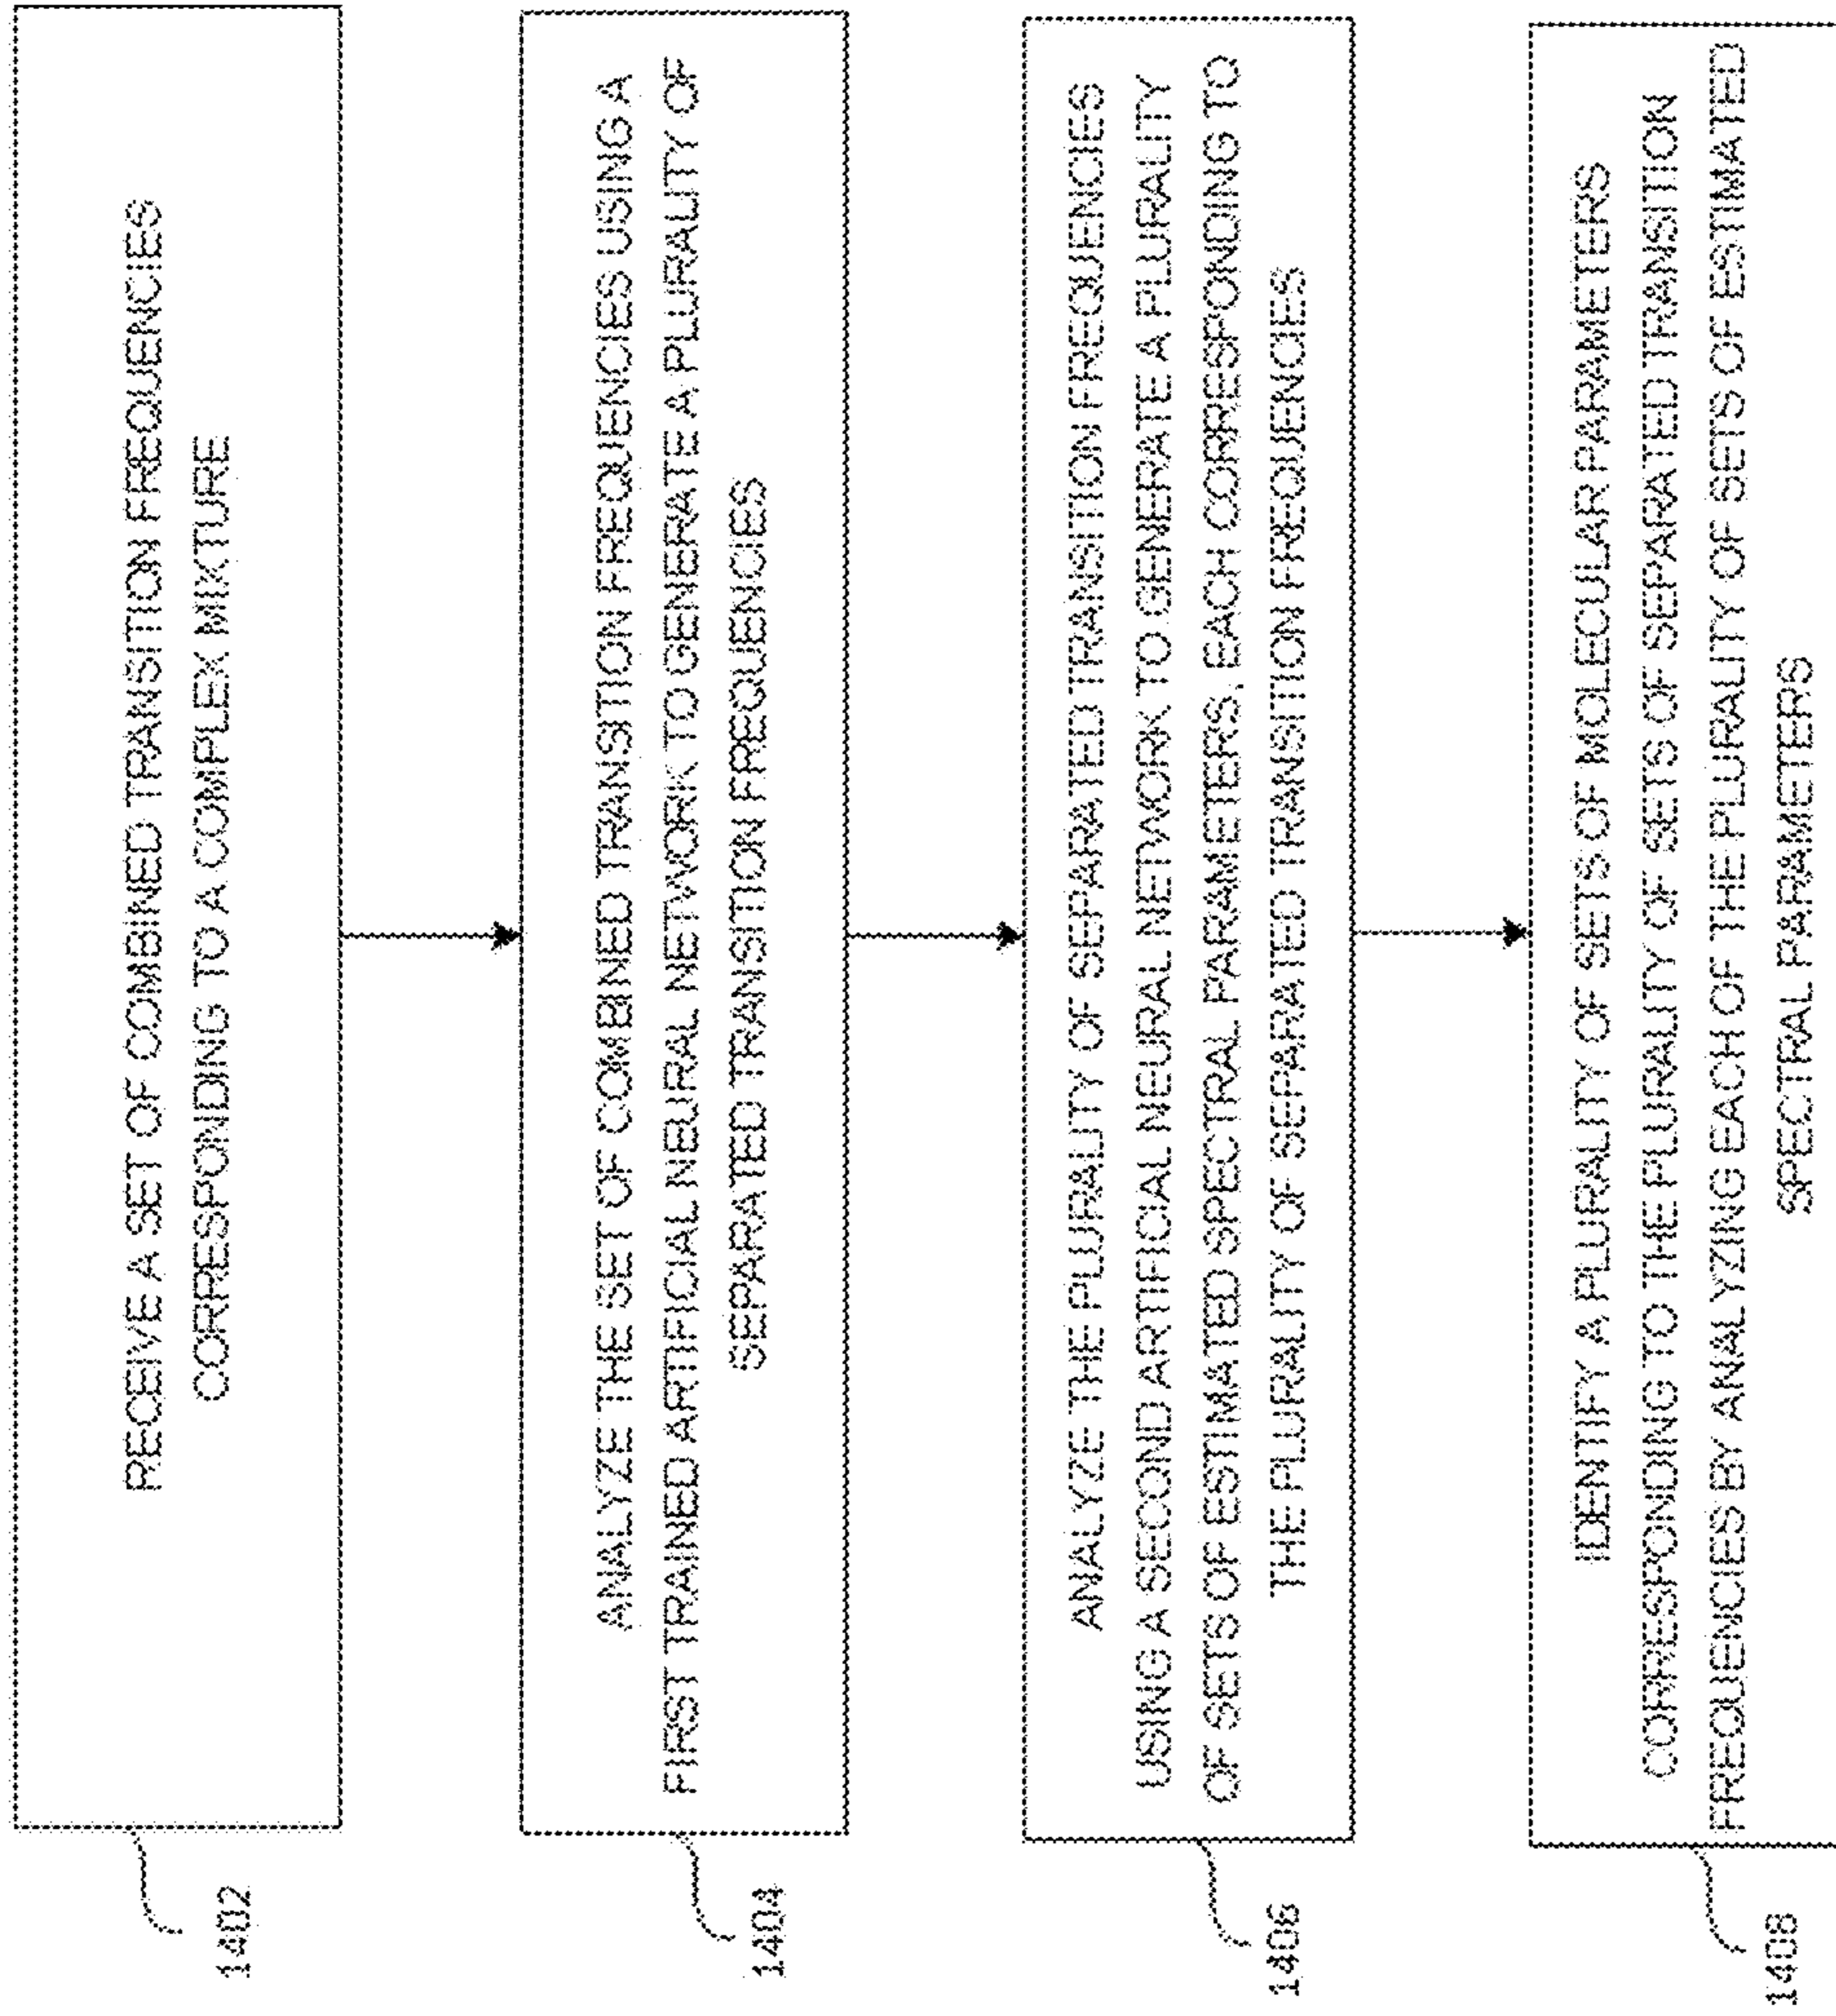 RECEIVE A SET OF COMBINED TRANSITION FREQUENCIES
CORRESPONDING TO A COMPLEX MIXTURE
1402
ANALYZE THE SET OF COMBINED TRANSITION FREQUENCIES USING A
FIRST TRAINED ARTIFICIAL NEURAL NETWORK TO GENERATE A PLURALITY OF
SEPARATED TRANSITION FREQUENCIES
1404
ANALYZE THE PLURALITY OF SEPARATED TRANSITION FREQUENCIES
USING A SECOND ARTIFICIAL NEURAL NETWORK TO GENERATE A PLURALITY
OF SETS OF ESTIMATED SPECTRAL PARAMETERS, EACH CORRESPONDING TO
THE PLURALITY OF SEPARATED TRANSITION FREQUENCIES
1406
IDENTIFY A PLURALITY OF SETS OF MOLECULAR PARAMETERS
CORRESPONDING TO THE PLURALITY OF SETS OF SEPARATED TRANSITION
FREQUENCIES BY ANALYZING EACH OF THE PLURALITY OF SETS OF ESTIMATED
SPECTRAL PARAMETERS
1408